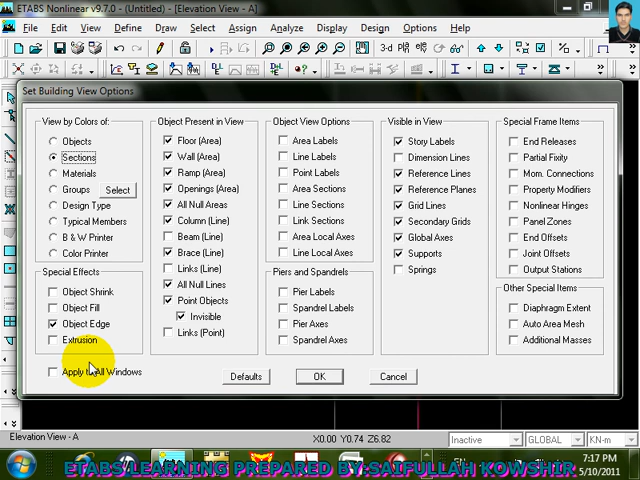 ETABS Nonlinear v9.7.0 - (Untitled) - [Elevation View - A]
File Edit View Define Draw Select Assign Analyze Display Design Options Help
3-d
Set Building View Options
View by Colors of:
Objects
Sections
Materials
Groups Select
Design Type
Typical Members
B & W Printer
Color Printer
Special Effects
Object Shrink
Object Fill
Object Edge
Extrusion
Apply to All Windows
Object Present in View
Floor (Area)
Wall (Area)
Ramp (Area)
Openings (Area)
All Null Areas
Column (Line)
Beam (Line)
Brace (Line)
Links (Line)
All Null Lines
Point Objects
Invisible
Links (Point)
Object View Options
Area Labels
Line Labels
Point Labels
Area Sections
Line Sections
Link Sections
Area Local Axes
Line Local Axes
Piers and Spandrels
Pier Labels
Spandrel Labels
Pier Axes
Spandrel Axes
Visible in View
Story Labels
Dimension Lines
Reference Lines
Reference Planes
Grid Lines
Secondary Grids
Global Axes
Supports
Springs
Special Frame Items
End Releases
Partial Fixity
Mom. Connections
Property Modifiers
Nonlinear Hinges
Panel Zones
End Offsets
Joint Offsets
Output Stations
Other Special Items
Diaphragm Extent
Auto Area Mesh
Additional Masses
Defaults OK Cancel
Elevation View - A X0.00 Y0.74 Z6.82 Inactive GLOBAL KN-m
7:17 PM
5/10/2011
ETABS LEARNING PREPARED BY:SAIFULLAH KOWSHIR